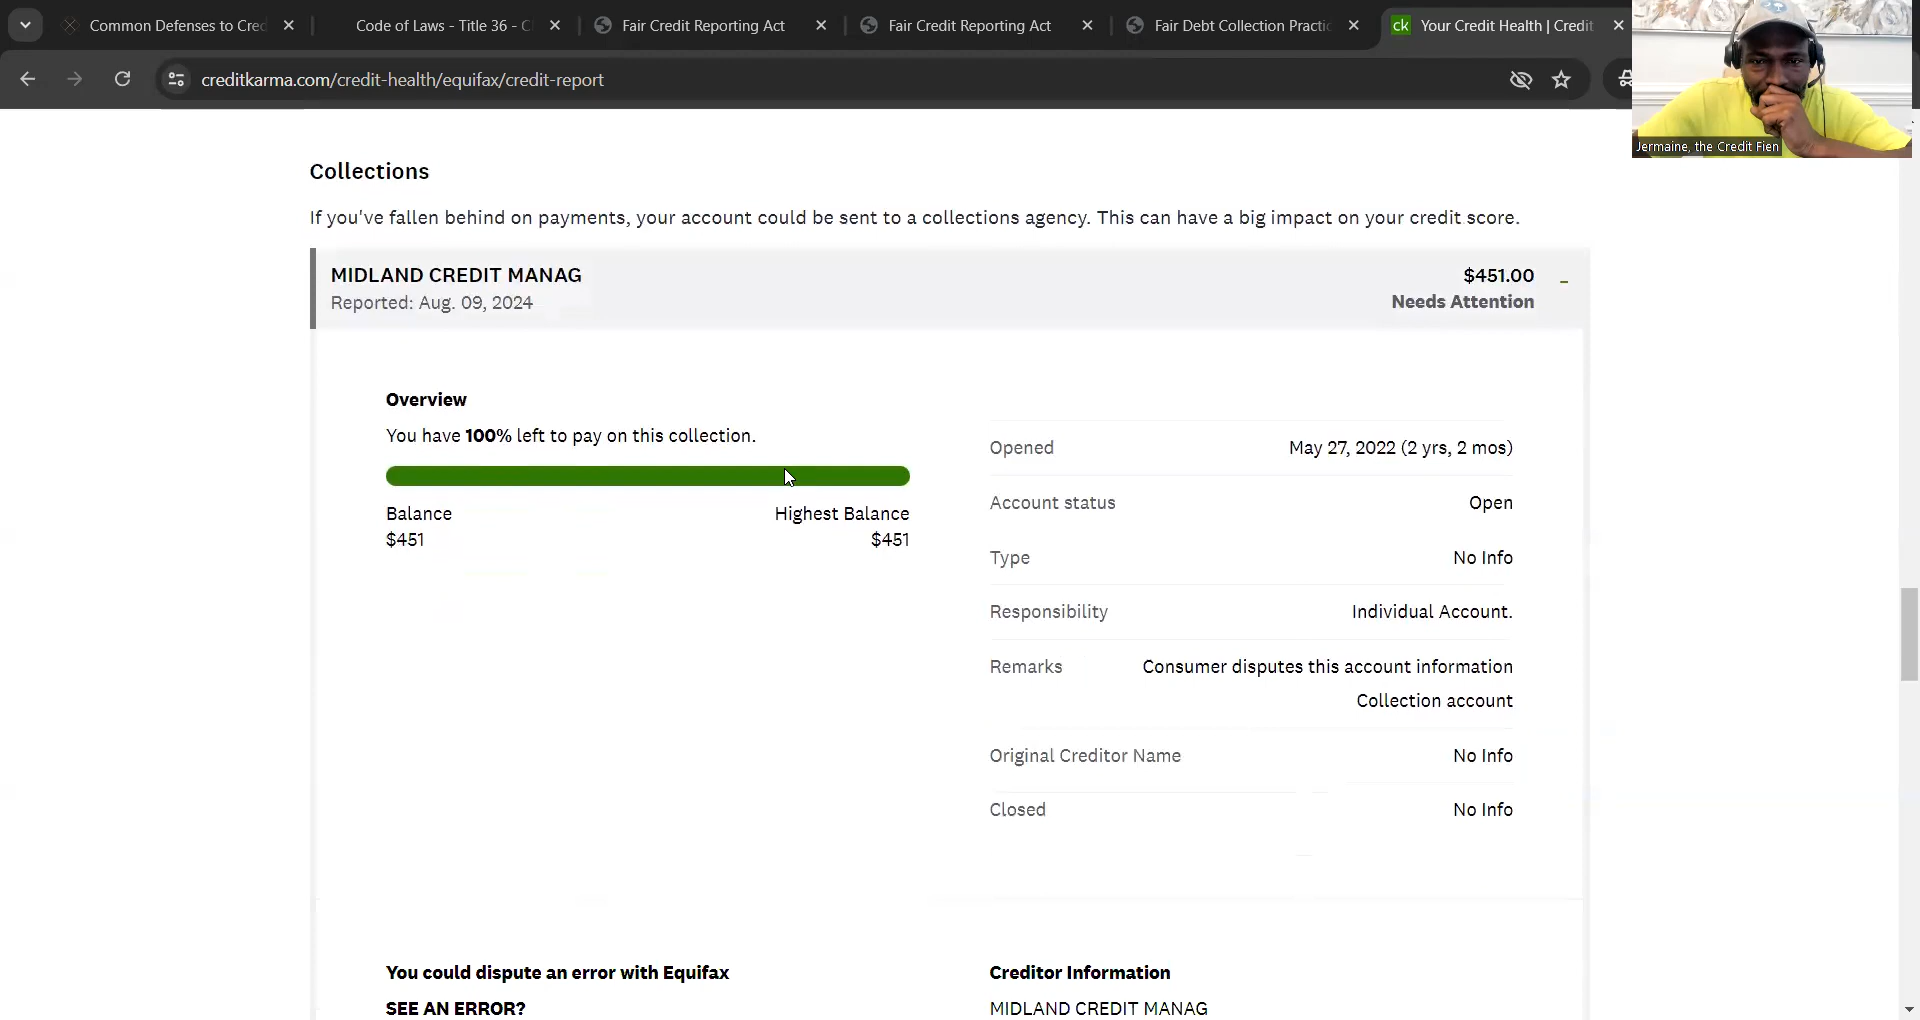 Common Defenses to Cred
Code of Laws - Title 36 - C
Fair Credit Reporting Act
Fair Credit Reporting Act
Fair Debt Collection Practic
ck Your Credit Health | Credit
creditkarma.com/credit-health/equifax/credit-report
Jermaine, the Credit Fien
Collections
If you've fallen behind on payments, your account could be sent to a collections agency. This can have a big impact on your credit score.
MIDLAND CREDIT MANAG
$451.00
Reported: Aug. 09, 2024
Needs Attention
Overview
You have 100% left to pay on this collection.
Balance
Highest Balance
$451
$451
Opened
May 27, 2022 (2 yrs, 2 mos)
Account status
Open
Type
No Info
Responsibility
Individual Account.
Remarks
Consumer disputes this account information
Collection account
Original Creditor Name
No Info
Closed
No Info
You could dispute an error with Equifax
SEE AN ERROR?
Creditor Information
MIDLAND CREDIT MANAG